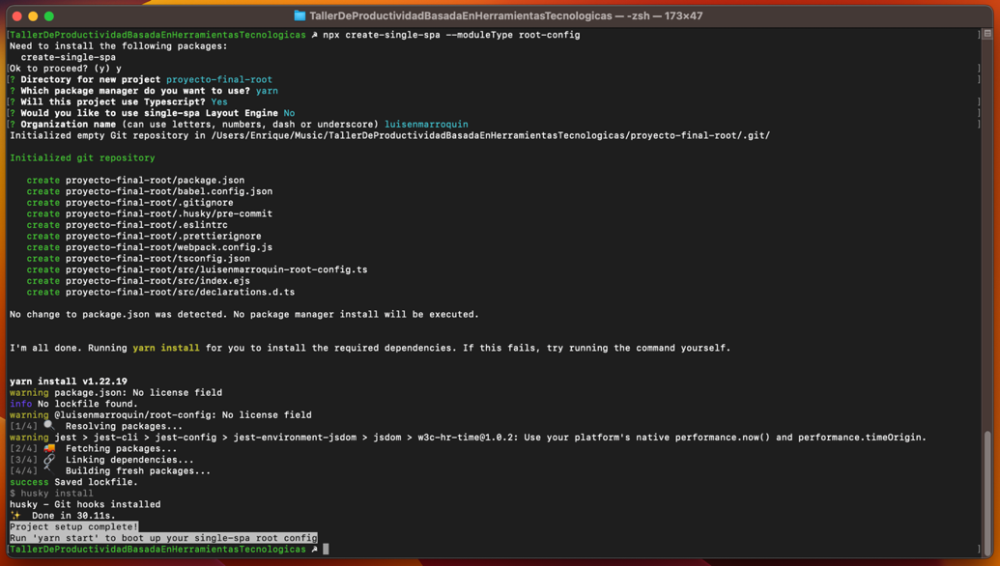 TallerDeProductividadBasadaEnHerramientasTecnologicas — -zsh — 173×47
[TallerDeProductividadBasadaEnHerramientasTecnologicas ☭ npx create-single-spa --moduleType root-config ]
Need to install the following packages:
  create-single-spa
[Ok to proceed? (y) y ]
[? Directory for new project proyecto-final-root ]
? Which package manager do you want to use? yarn
[? Will this project use Typescript? Yes ]
[? Would you like to use single-spa Layout Engine No ]
[? Organization name (can use letters, numbers, dash or underscore) luisenmarroquin ]
Initialized empty Git repository in /Users/Enrique/Music/TallerDeProductividadBasadaEnHerramientasTecnologicas/proyecto-final-root/.git/
Initialized git repository
   create proyecto-final-root/package.json
   create proyecto-final-root/babel.config.json
   create proyecto-final-root/.gitignore
   create proyecto-final-root/.husky/pre-commit
   create proyecto-final-root/.eslintrc
   create proyecto-final-root/.prettierignore
   create proyecto-final-root/webpack.config.js
   create proyecto-final-root/tsconfig.json
   create proyecto-final-root/src/luisenmarroquin-root-config.ts
   create proyecto-final-root/src/index.ejs
   create proyecto-final-root/src/declarations.d.ts
No change to package.json was detected. No package manager install will be executed.
I'm all done. Running yarn install for you to install the required dependencies. If this fails, try running the command yourself.
yarn install v1.22.19
warning package.json: No license field
info No lockfile found.
warning @luisenmarroquin/root-config: No license field
[1/4] 🔍  Resolving packages...
warning jest > jest-cli > jest-config > jest-environment-jsdom > jsdom > w3c-hr-time@1.0.2: Use your platform's native performance.now() and performance.timeOrigin.
[2/4] 🚚  Fetching packages...
[3/4] 🔗  Linking dependencies...
[4/4] 🔨  Building fresh packages...
success Saved lockfile.
$ husky install
husky - Git hooks installed
✨  Done in 30.11s.
Project setup complete!
Run 'yarn start' to boot up your single-spa root config
[TallerDeProductividadBasadaEnHerramientasTecnologicas ☭ ]